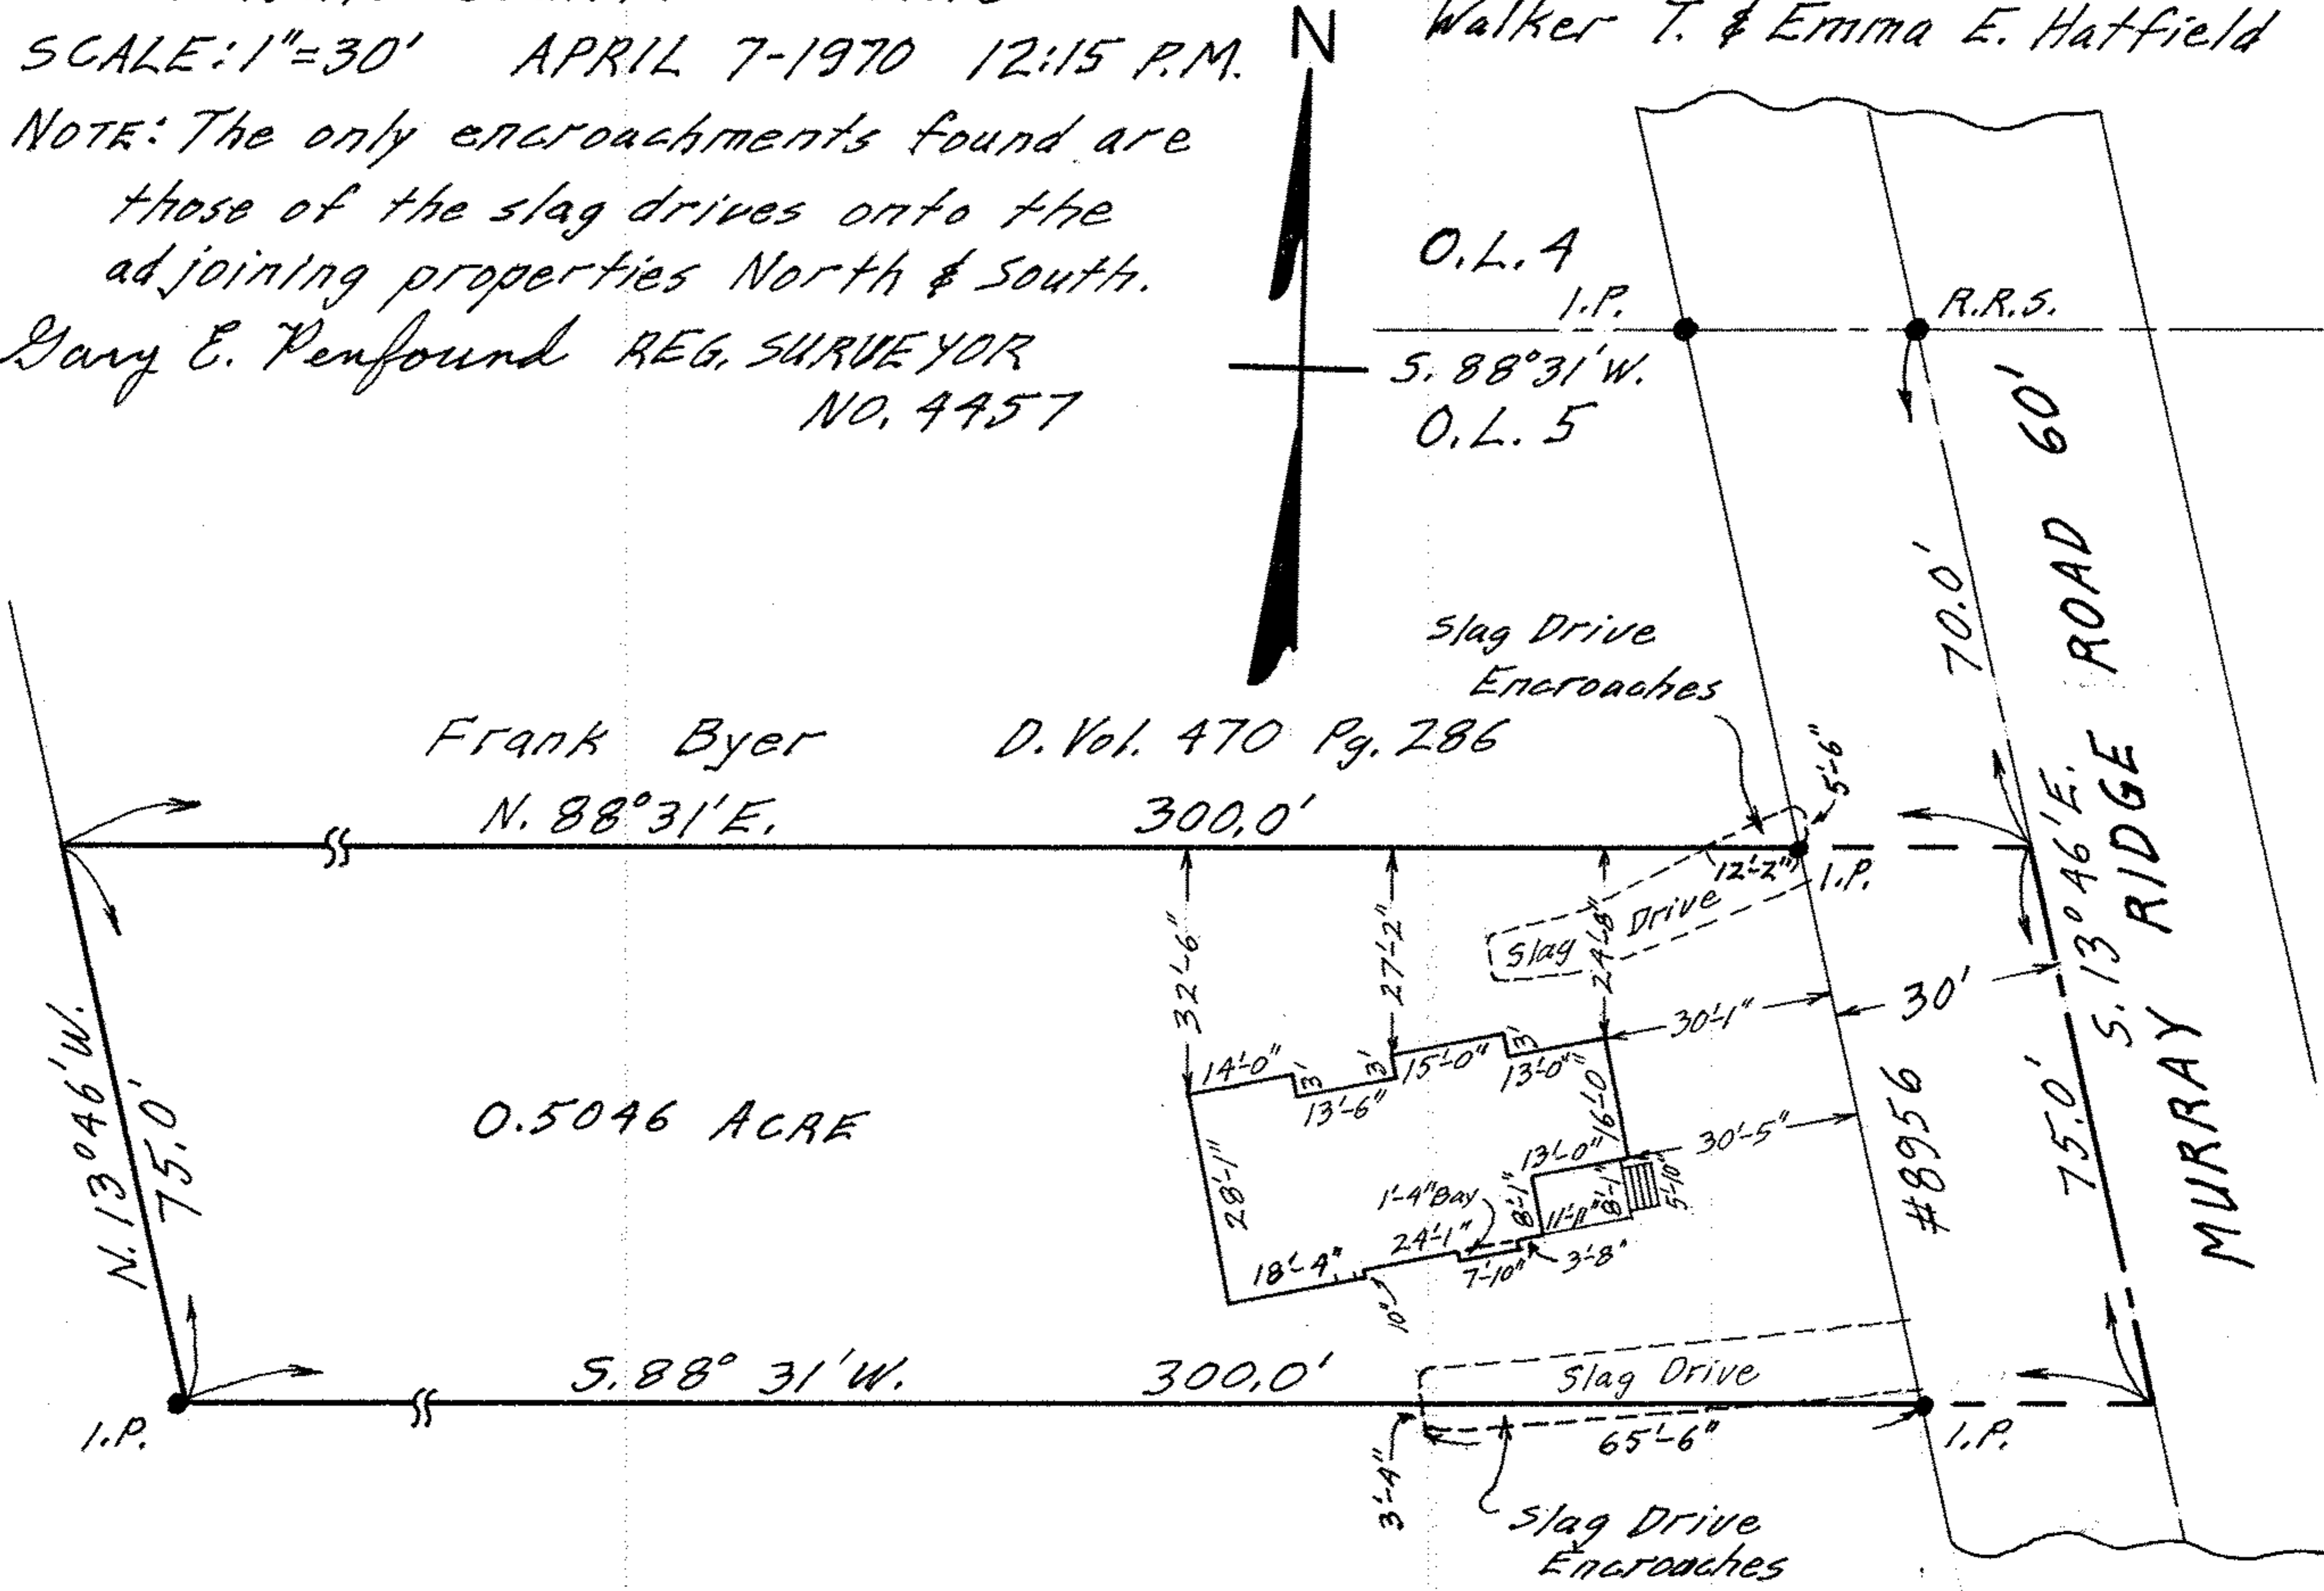 SCALE: 1"=30' APRIL 7-1970 12:15 P.M.
NOTE: The only encroachments found are
those of the slag drives onto the
adjoining properties North & South.
Gary E. Penfound REG. SURVEYOR
NO. 4457
N
Walker T. & Emma E. Hatfield
O.L. 4
I.P.
R.R.S.
S. 88°31'W.
O.L. 5
MURRAY RIDGE ROAD 60'
70.0'
Slag Drive
Encroaches
5'-6"
Frank Byer D. Vol. 470 Pg. 286
N. 88°31'E. 300.0'
12'-2"
I.P.
S. 13°46'E.
75.0'
32'-6"
27'-2"
24'-8"
Slag Drive
30'-1"
30'
14'-0"
3'
13'-6"
3'
15'-0"
3'
13'-0"
16'-0"
#8956
N. 13°46'W.
75.0'
0.5046 ACRE
28'-1"
30'-5"
13'-0"
5'-10"
1'-4" Bay
8'-1"
11'-11"
8'-1"
24'-1"
18'-4"
7'-10"
3'-8"
10"
S. 88° 31'W. 300.0'
Slag Drive
I.P.
3'-4"
65'-6"
I.P.
Slag Drive
Encroaches